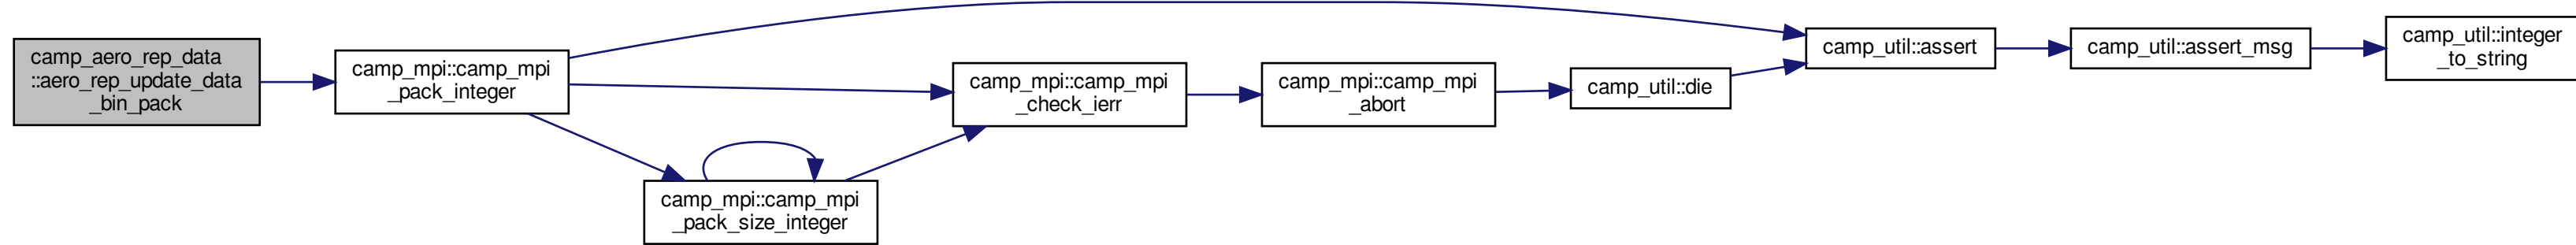 camp_aero_rep_data
::aero_rep_update_data
_bin_pack
camp_mpi::camp_mpi
_pack_integer
camp_mpi::camp_mpi
_pack_size_integer
camp_mpi::camp_mpi
_check_ierr
camp_mpi::camp_mpi
_abort
camp_util::die
camp_util::assert
camp_util::assert_msg
camp_util::integer
_to_string